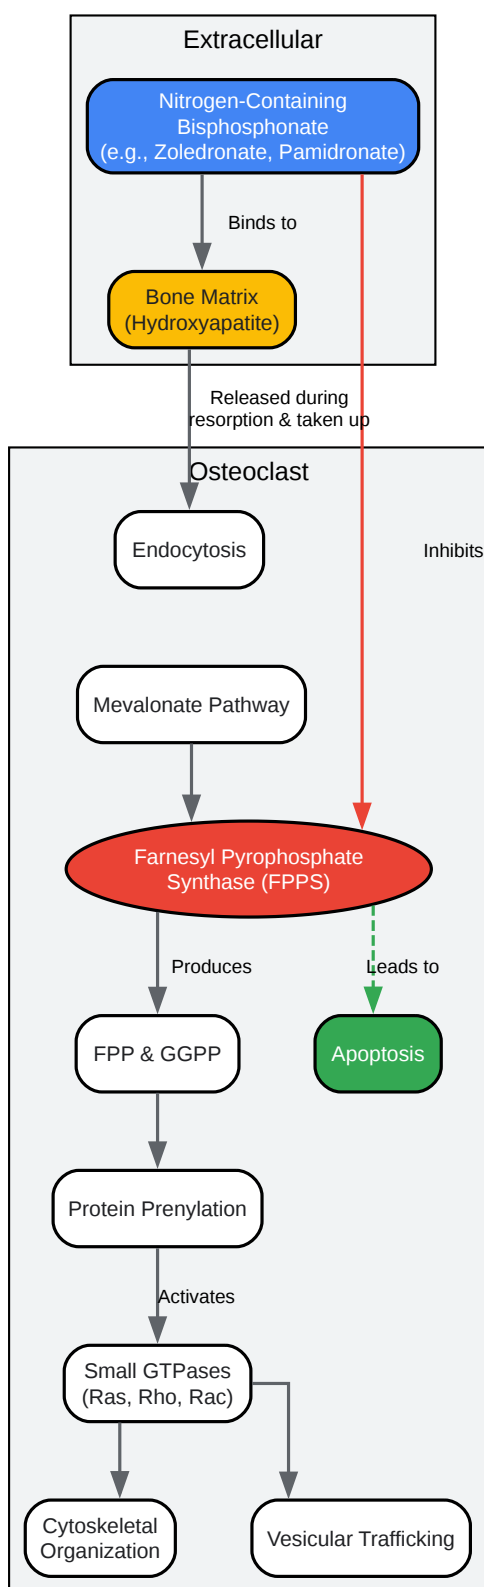 Extracellular
Nitrogen-Containing
Bisphosphonate
(e.g., Zoledronate, Pamidronate)
Binds to
Bone Matrix
(Hydroxyapatite)
Released during
resorption & taken up
Osteoclast
Endocytosis
Inhibits
Mevalonate Pathway
Farnesyl Pyrophosphate
Synthase (FPPS)
Produces
Leads to
FPP & GGPP
Apoptosis
Protein Prenylation
Activates
Small GTPases
(Ras, Rho, Rac)
Cytoskeletal
Organization
Vesicular Trafficking